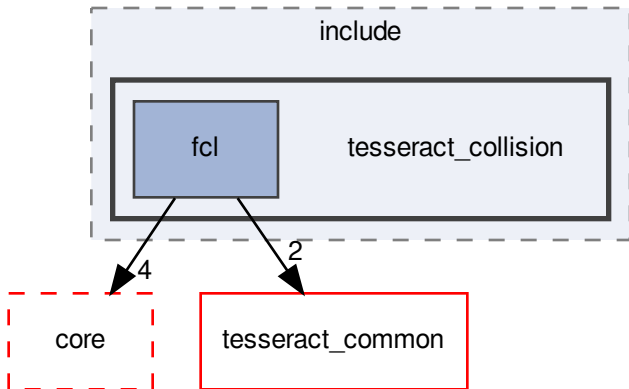 include
fcl
tesseract_collision
4
2
core
tesseract_common